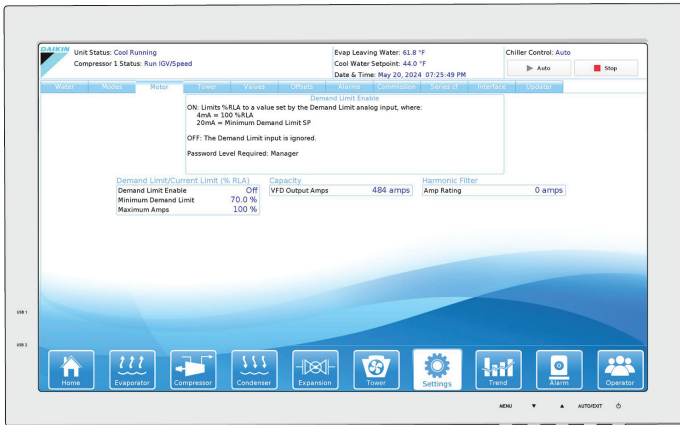 DAIKIN
Unit Status: Cool Running
Compressor 1 Status: Run IGV/Speed
Evap Leaving Water: 61.8 °F
Cool Water Setpoint: 44.0 °F
Date & Time: May 20, 2024 07:25:49 PM
Chiller Control: Auto
Auto
Stop
Water Modes Motor Tower Valves Offsets Alarms Commission Series cf Interface Updater
Demand Limit Enable
ON: Limits %RLA to a value set by the Demand Limit analog input, where:
4mA = 100 %RLA
20mA = Minimum Demand Limit SP
OFF: The Demand Limit input is ignored.
Password Level Required: Manager
Demand Limit/Current Limit (% RLA)
Demand Limit Enable Off
Minimum Demand Limit 70.0 %
Maximum Amps 100 %
Capacity
VFD Output Amps 484 amps
Harmonic Filter
Amp Rating 0 amps
USB 1
USB 2
Home Evaporator Compressor Condenser Expansion Tower Settings Trend Alarm Operator
MENU ▼ ▲ AUTO/EXIT